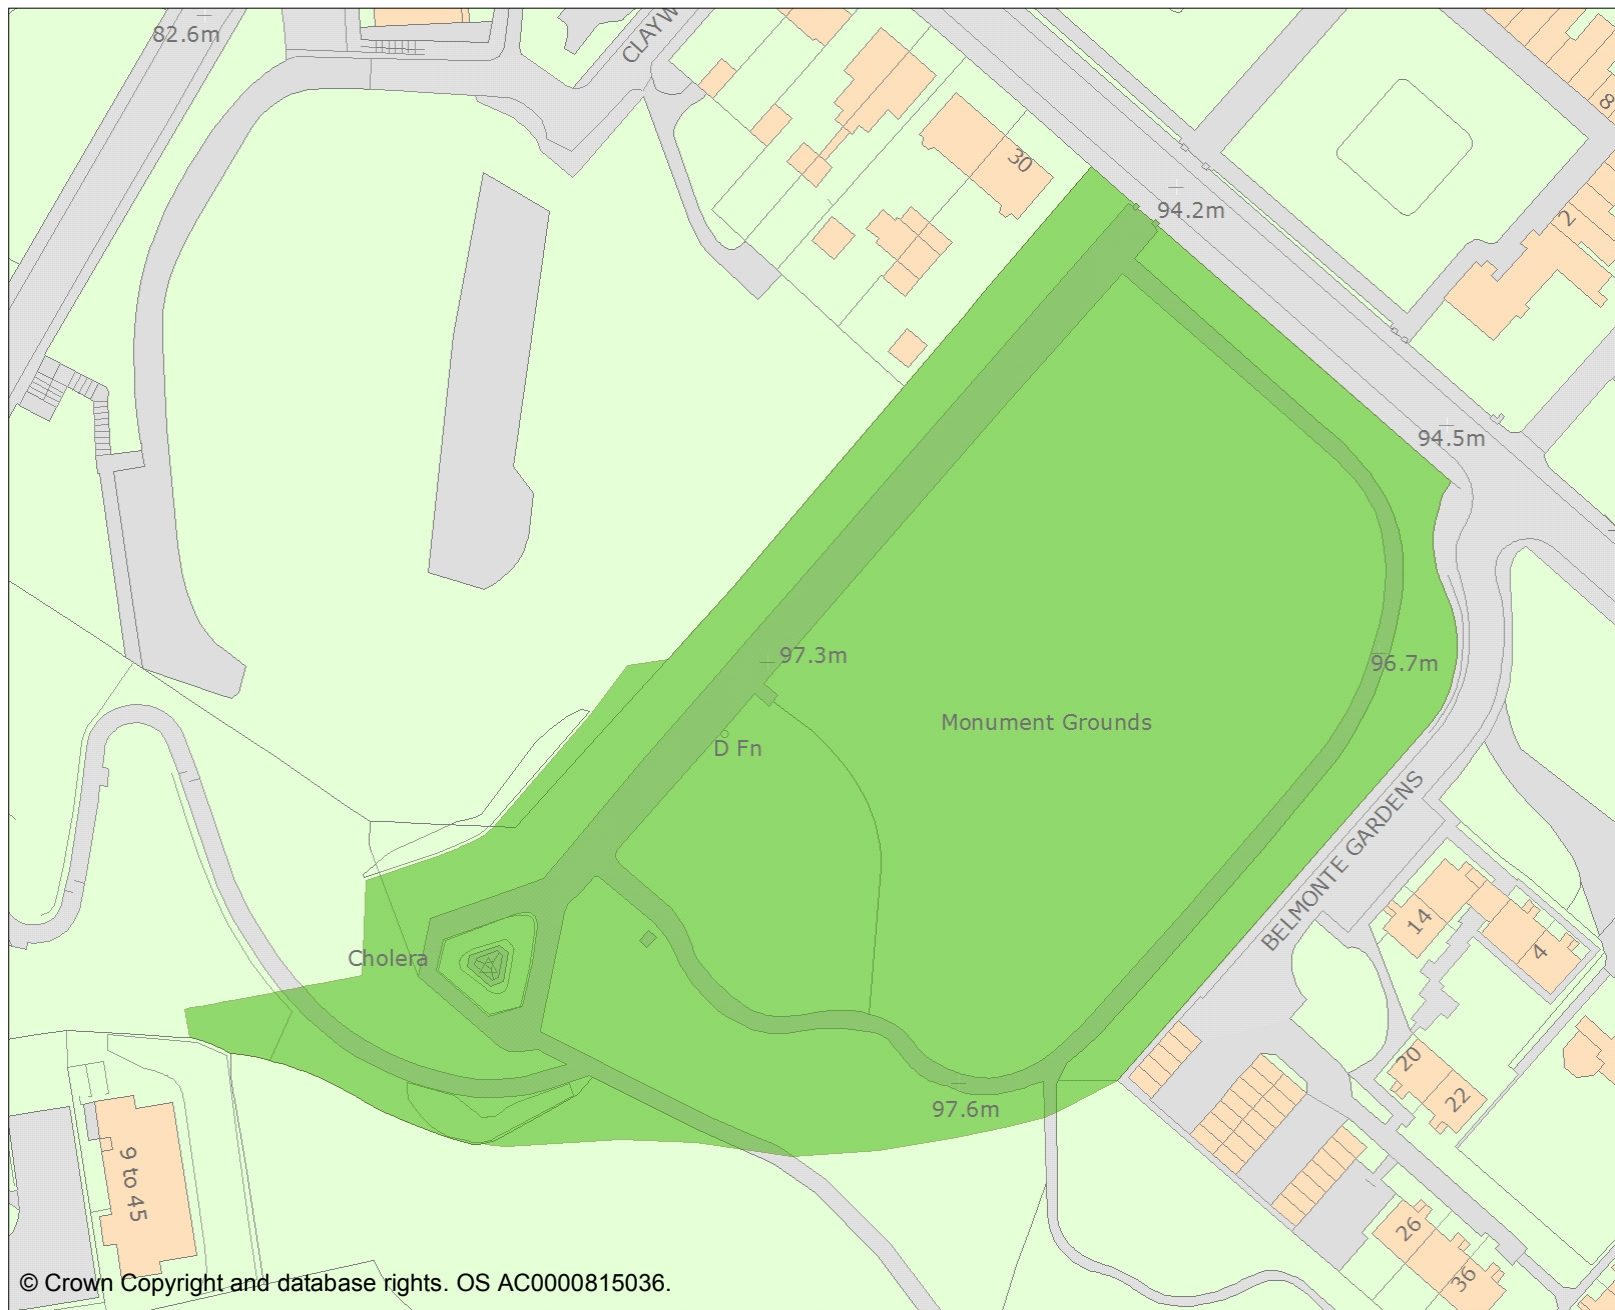 82.6m
CLAYW
30
94.2m
8
2
94.5m
97.3m
96.7m
Monument Grounds
D Fn
BELMONTE GARDENS
14
4
Cholera
20
22
97.6m
9 to 45
26
36
© Crown Copyright and database rights. OS AC0000815036.